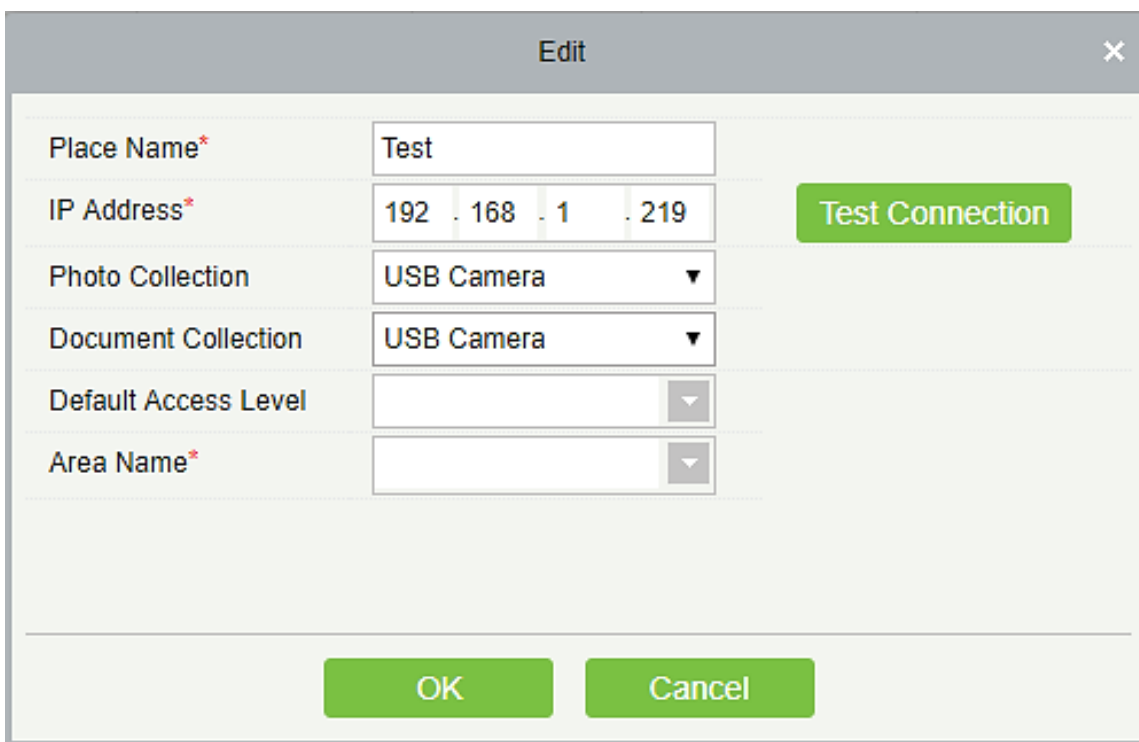 Edit ×
Place Name* Test
IP Address* 192 . 168 . 1 . 219 Test Connection
Photo Collection USB Camera
Document Collection USB Camera
Default Access Level
Area Name*
OK Cancel